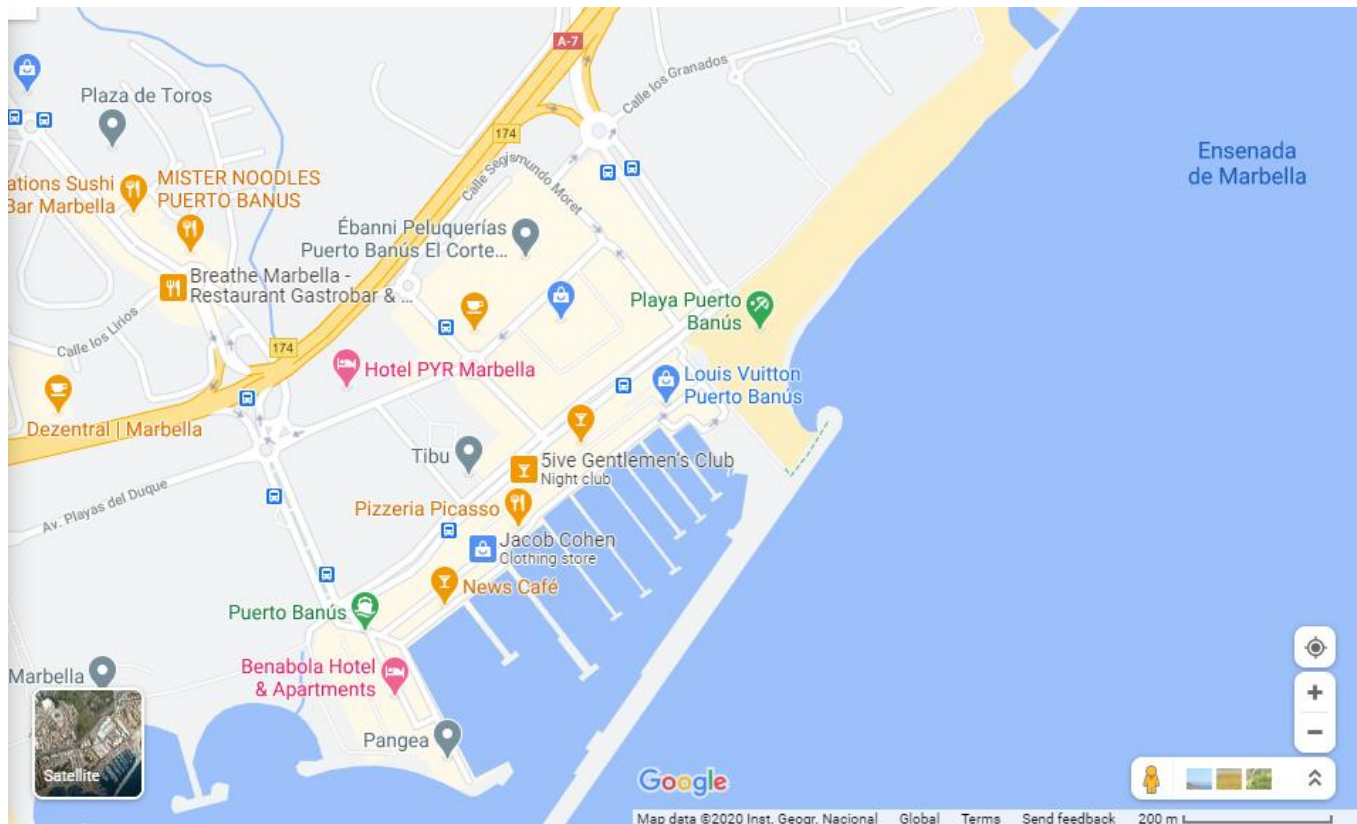 A-7
Calle los Granados
Plaza de Toros
174
Ensenada
de Marbella
Calle Segismundo Moret
ations Sushi
Bar Marbella
MISTER NOODLES
PUERTO BANUS
Ébanni Peluquerías
Puerto Banús El Corte...
Breathe Marbella -
Restaurant Gastrobar & ...
Playa Puerto
Banús
Calle los Lirios
174
Hotel PYR Marbella
Louis Vuitton
Puerto Banús
Dezentral | Marbella
Tibu
5ive Gentlemen's Club
Night club
Av. Playas del Duque
Pizzeria Picasso
Jacob Cohen
Clothing store
News Café
Puerto Banús
Marbella
Benabola Hotel
& Apartments
Pangea
Satellite
Google
Map data ©2020 Inst. Geogr. Nacional Global Terms Send feedback 200 m